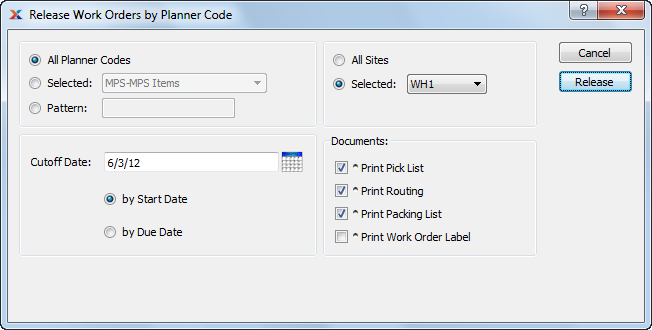 Release Work Orders by Planner Code
All Planner Codes
Selected: MPS-MPS Items
Pattern:
All Sites
Selected: WH1
Cancel
Release
Cutoff Date: 6/3/12
by Start Date
by Due Date
Documents:
* Print Pick List
* Print Routing
* Print Packing List
* Print Work Order Label